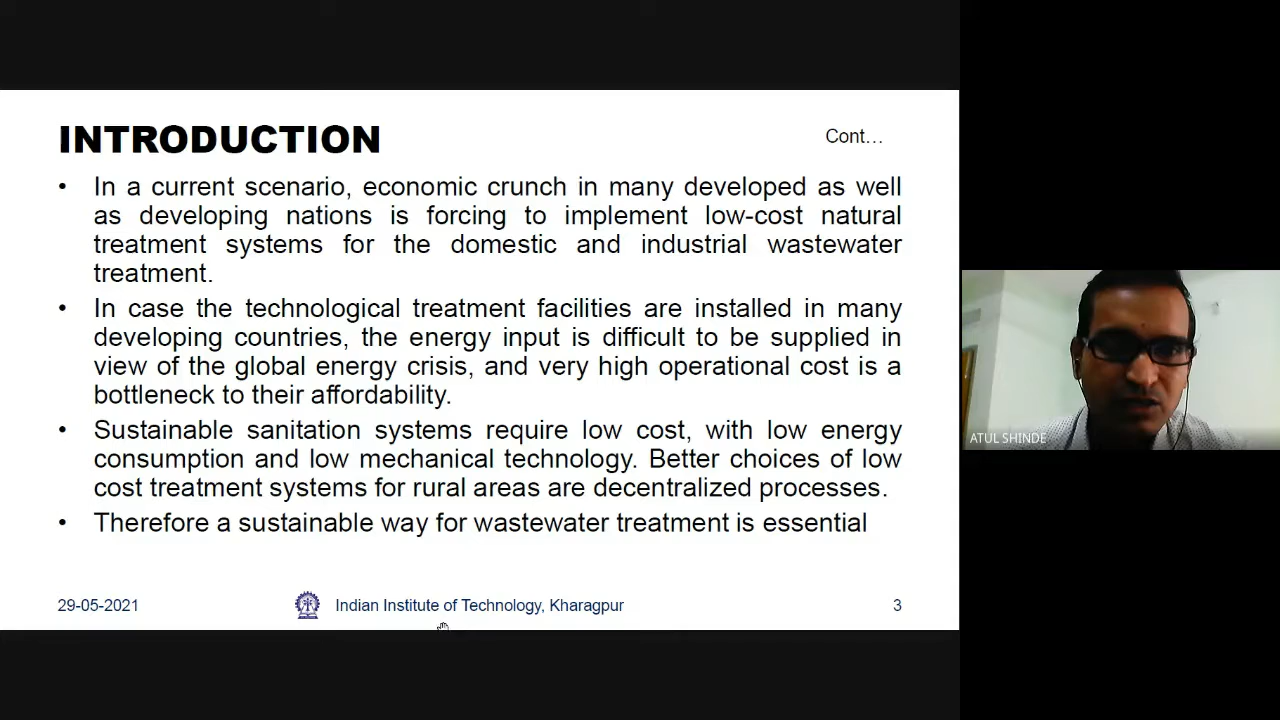 INTRODUCTION
Cont...
• In a current scenario, economic crunch in many developed as well
as developing nations is forcing to implement low-cost natural
treatment systems for the domestic and industrial wastewater
treatment.
• In case the technological treatment facilities are installed in many
developing countries, the energy input is difficult to be supplied in
view of the global energy crisis, and very high operational cost is a
bottleneck to their affordability.
• Sustainable sanitation systems require low cost, with low energy
consumption and low mechanical technology. Better choices of low
cost treatment systems for rural areas are decentralized processes.
• Therefore a sustainable way for wastewater treatment is essential
29-05-2021
Indian Institute of Technology, Kharagpur
3
ATUL SHINDE